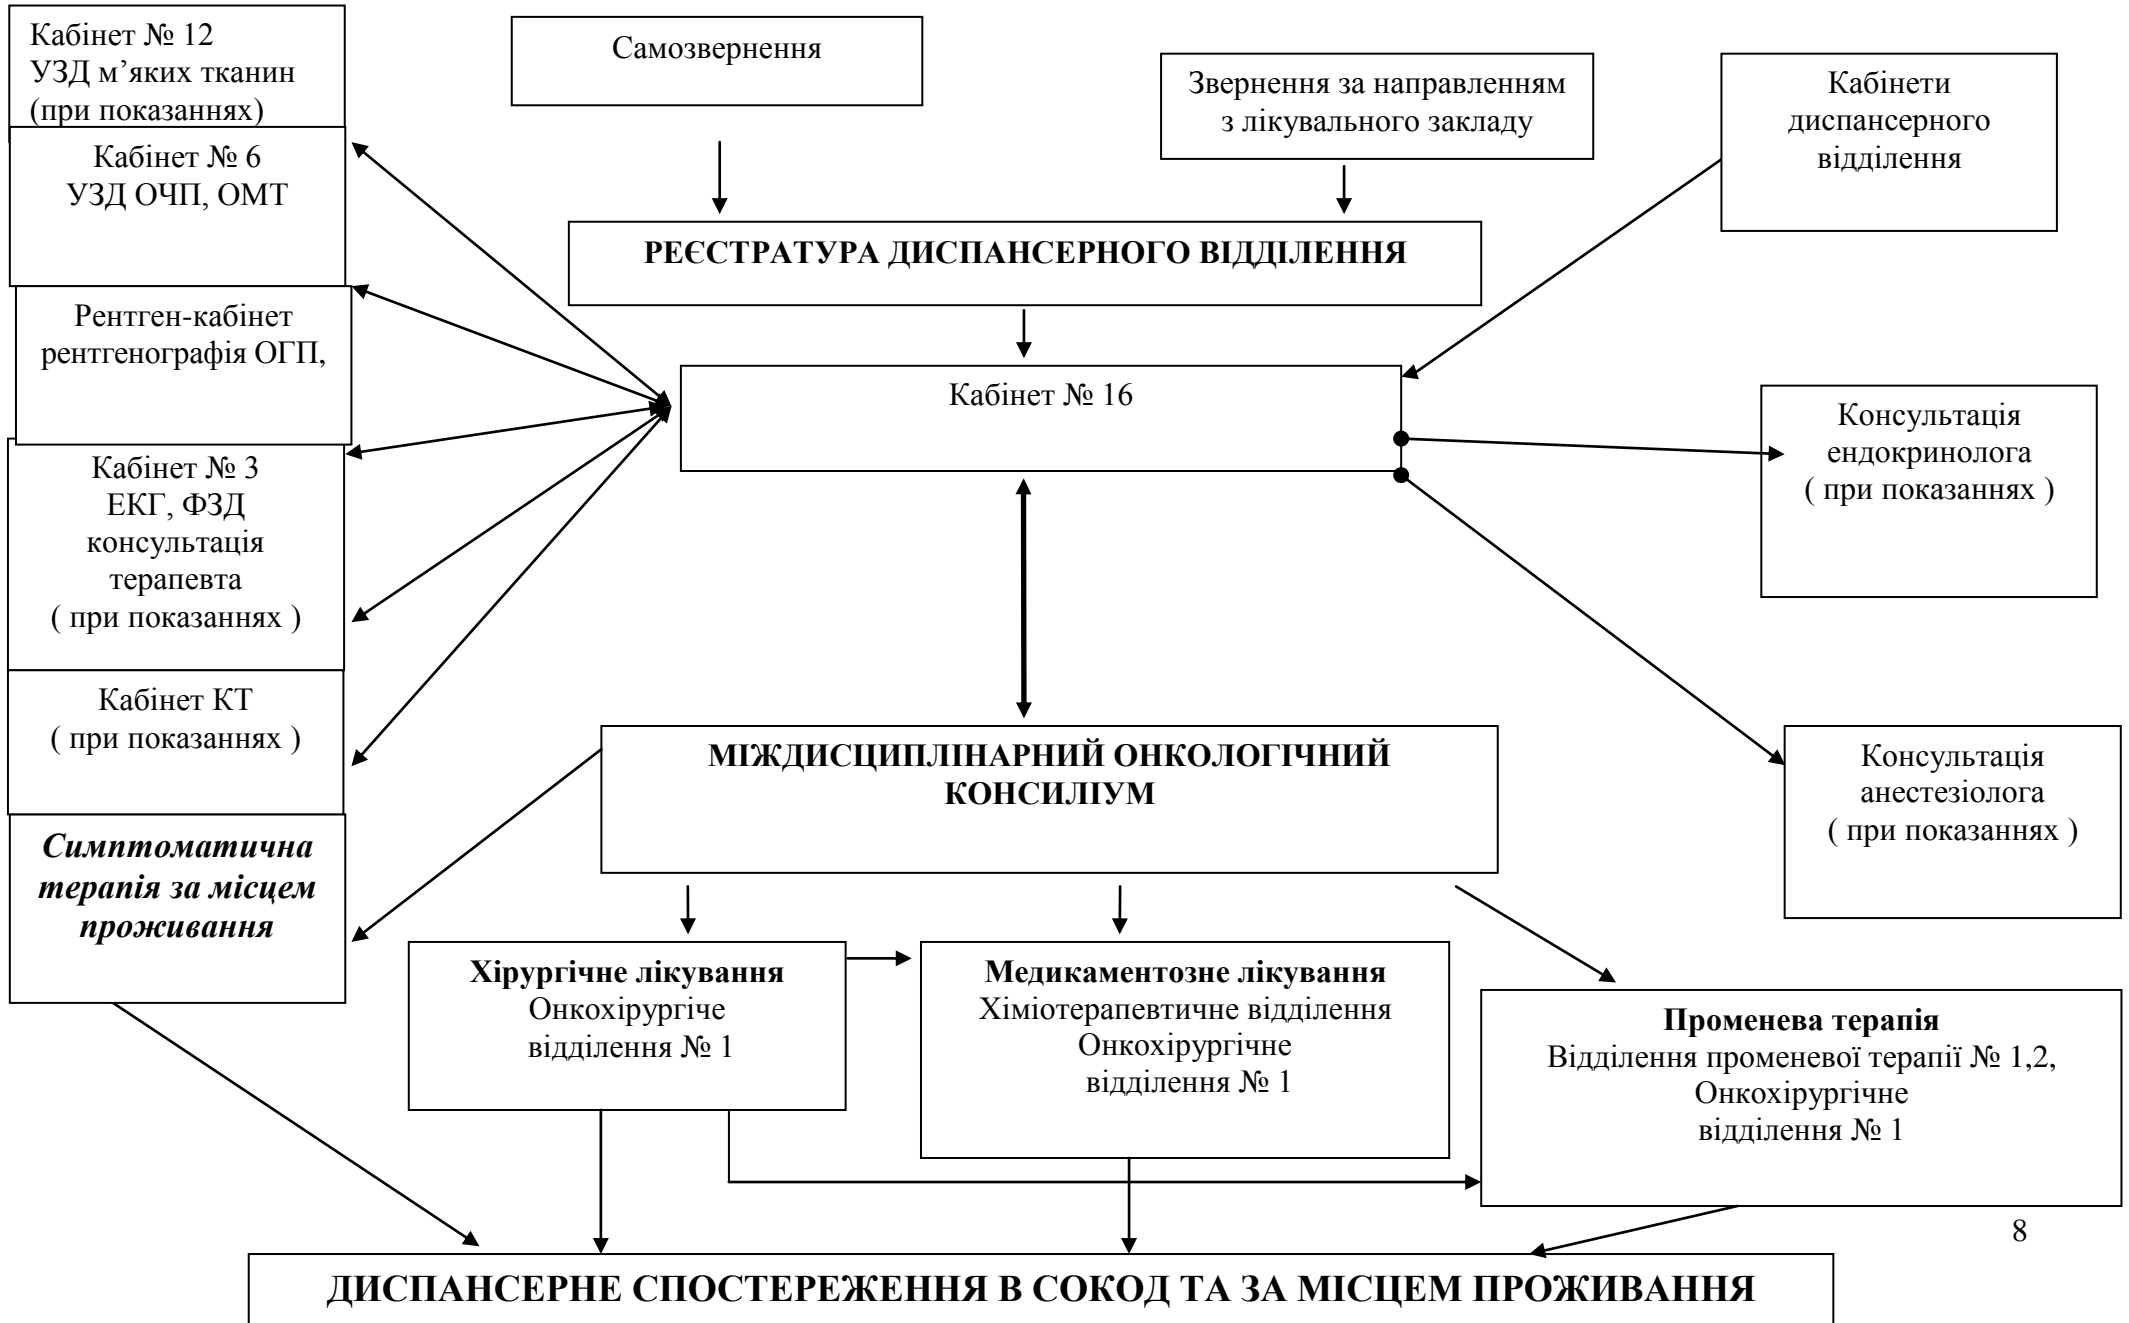 Кабінет № 12
УЗД м’яких тканин
(при показаннях)
Самозвернення
Звернення за направленням
з лікувального закладу
Кабінети
диспансерного
відділення
Кабінет № 6
УЗД ОЧП, ОМТ
РЕЄСТРАТУРА ДИСПАНСЕРНОГО ВІДДІЛЕННЯ
Рентген-кабінет
рентгенографія ОГП,
Кабінет № 16
Консультація
ендокринолога
( при показаннях )
Кабінет № 3
ЕКГ, ФЗД
консультація
терапевта
( при показаннях )
Кабінет КТ
( при показаннях )
МІЖДИСЦИПЛІНАРНИЙ ОНКОЛОГІЧНИЙ
КОНСИЛІУМ
Консультація
анестезіолога
( при показаннях )
Симптоматична
терапія за місцем
проживання
Хірургічне лікування
Онкохірургіче
відділення № 1
Медикаментозне лікування
Хіміотерапевтичне відділення
Онкохірургічне
відділення № 1
Променева терапія
Відділення променевої терапії № 1,2,
Онкохірургічне
відділення № 1
8
ДИСПАНСЕРНЕ СПОСТЕРЕЖЕННЯ В СОКОД ТА ЗА МІСЦЕМ ПРОЖИВАННЯ